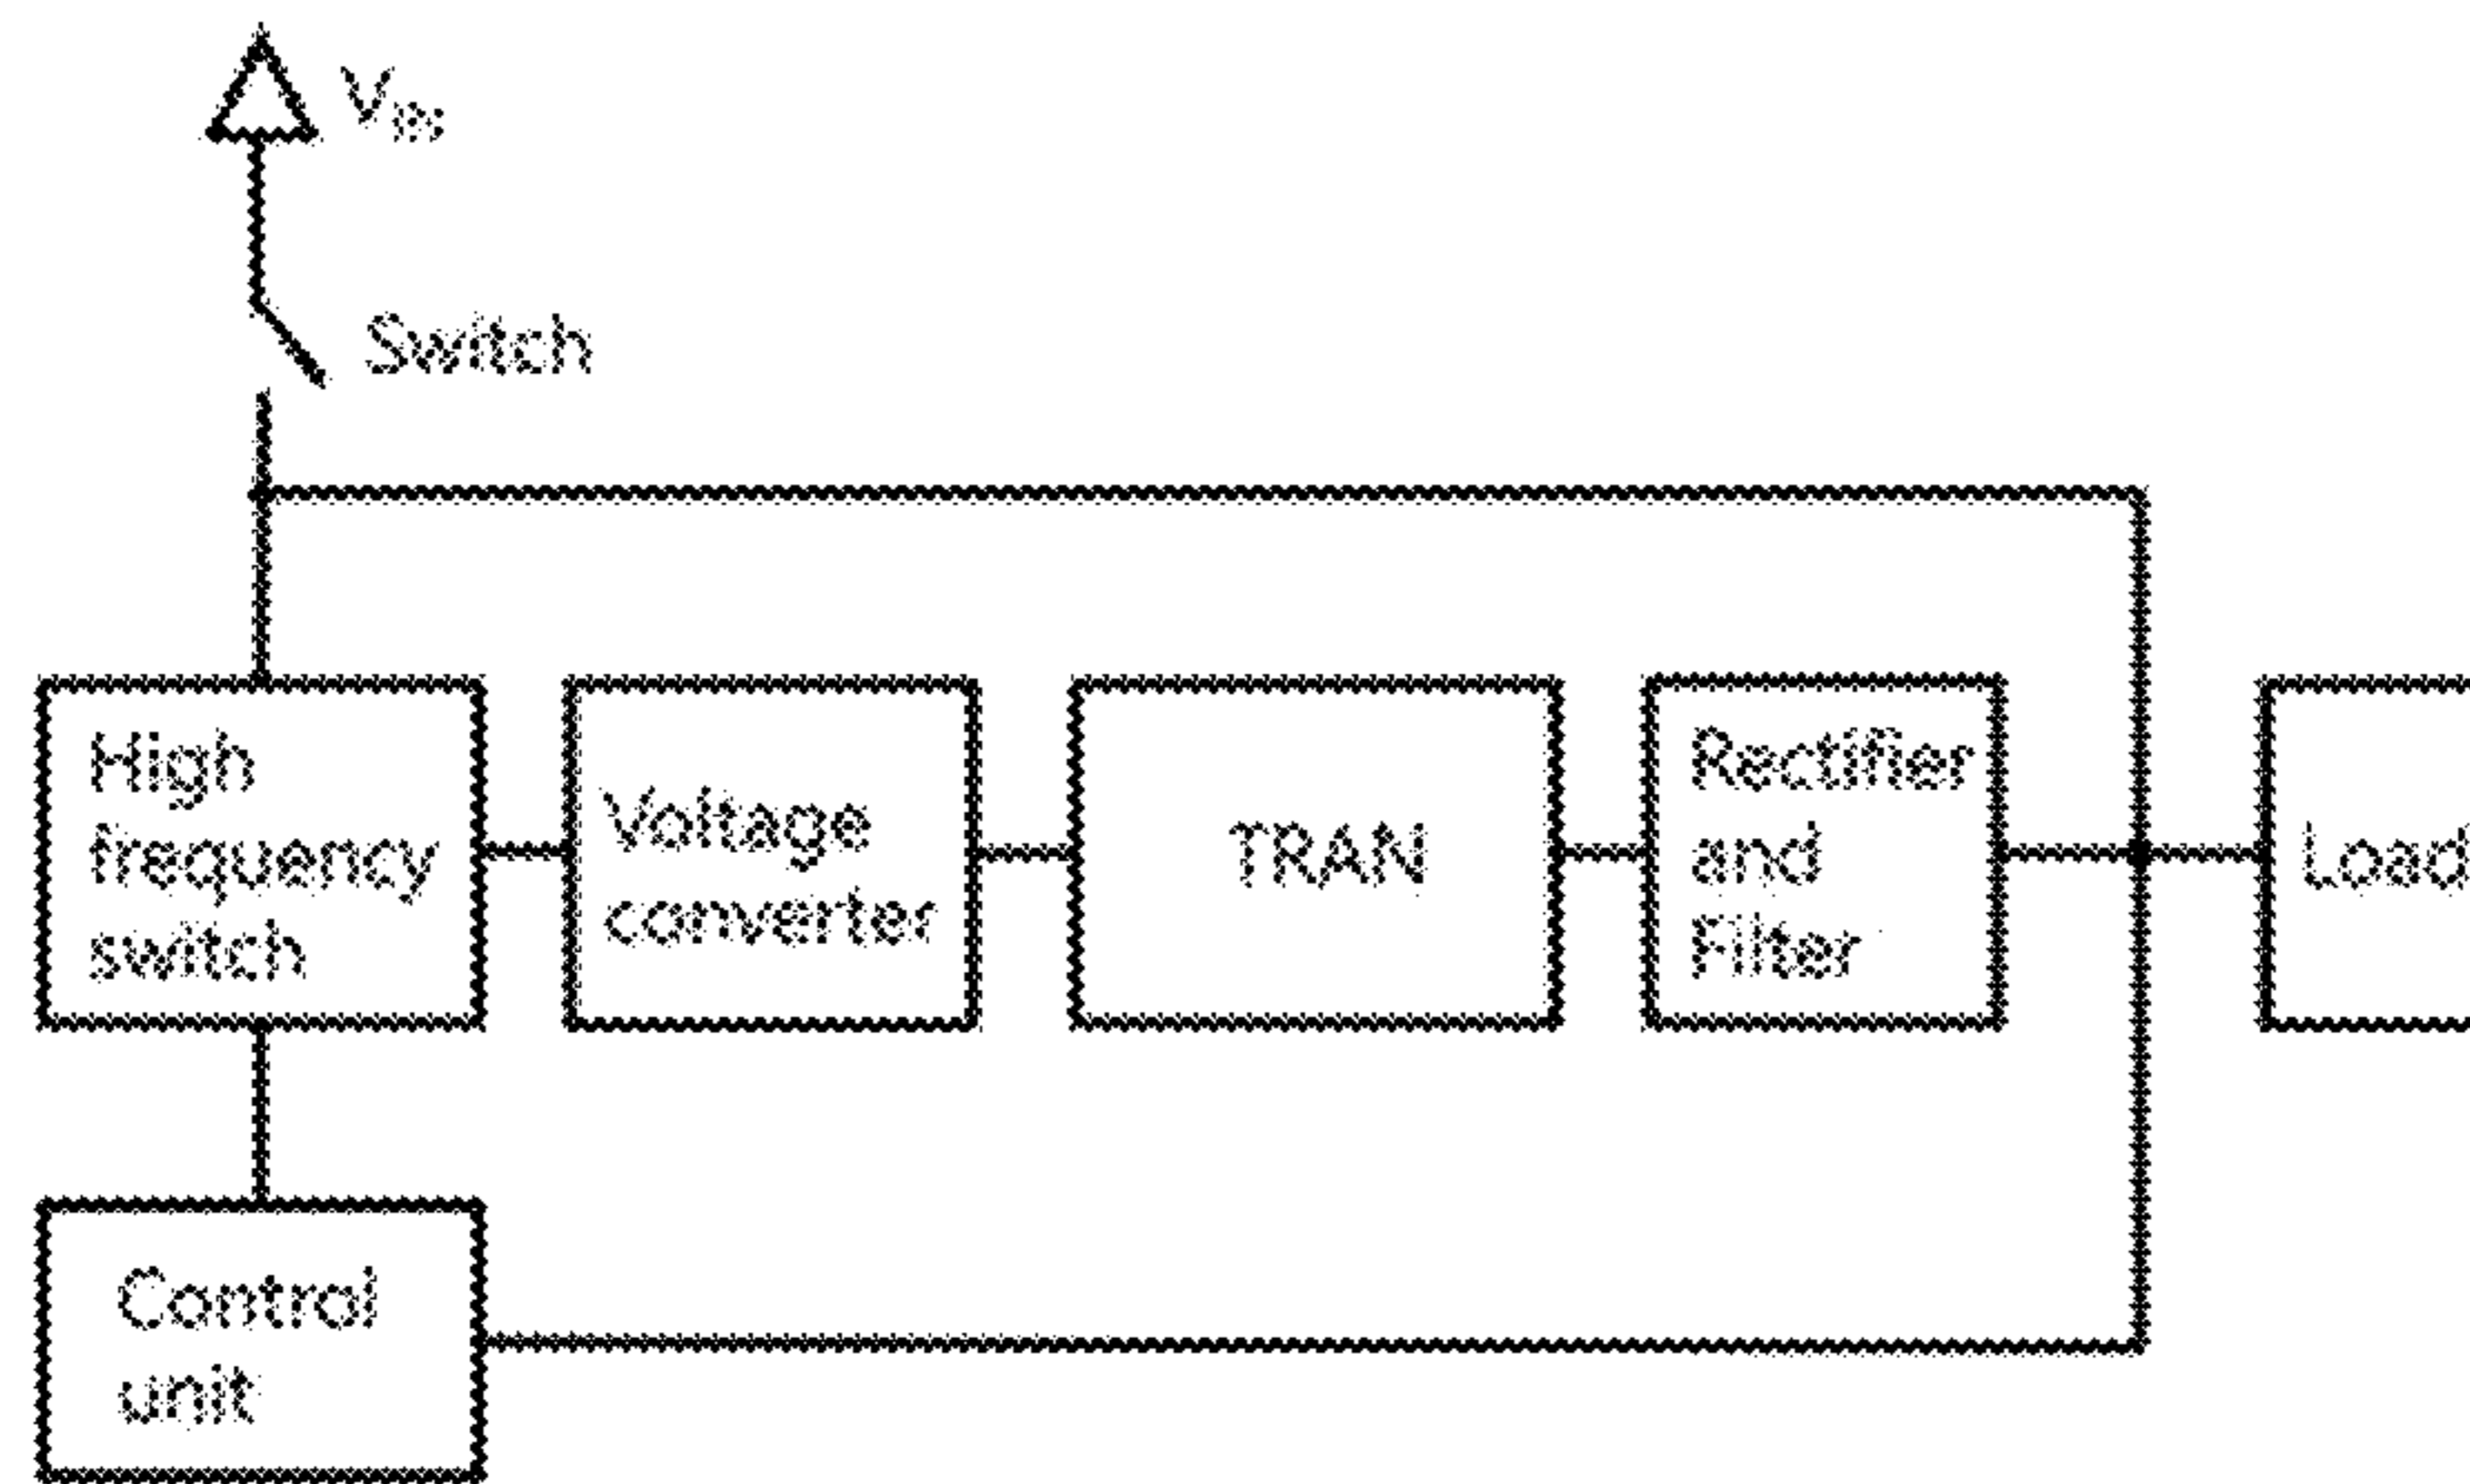 Vin
Switch
High
frequency
switch
Voltage
converter
TRAN
Rectifier
and
Filter
Load
Control
unit